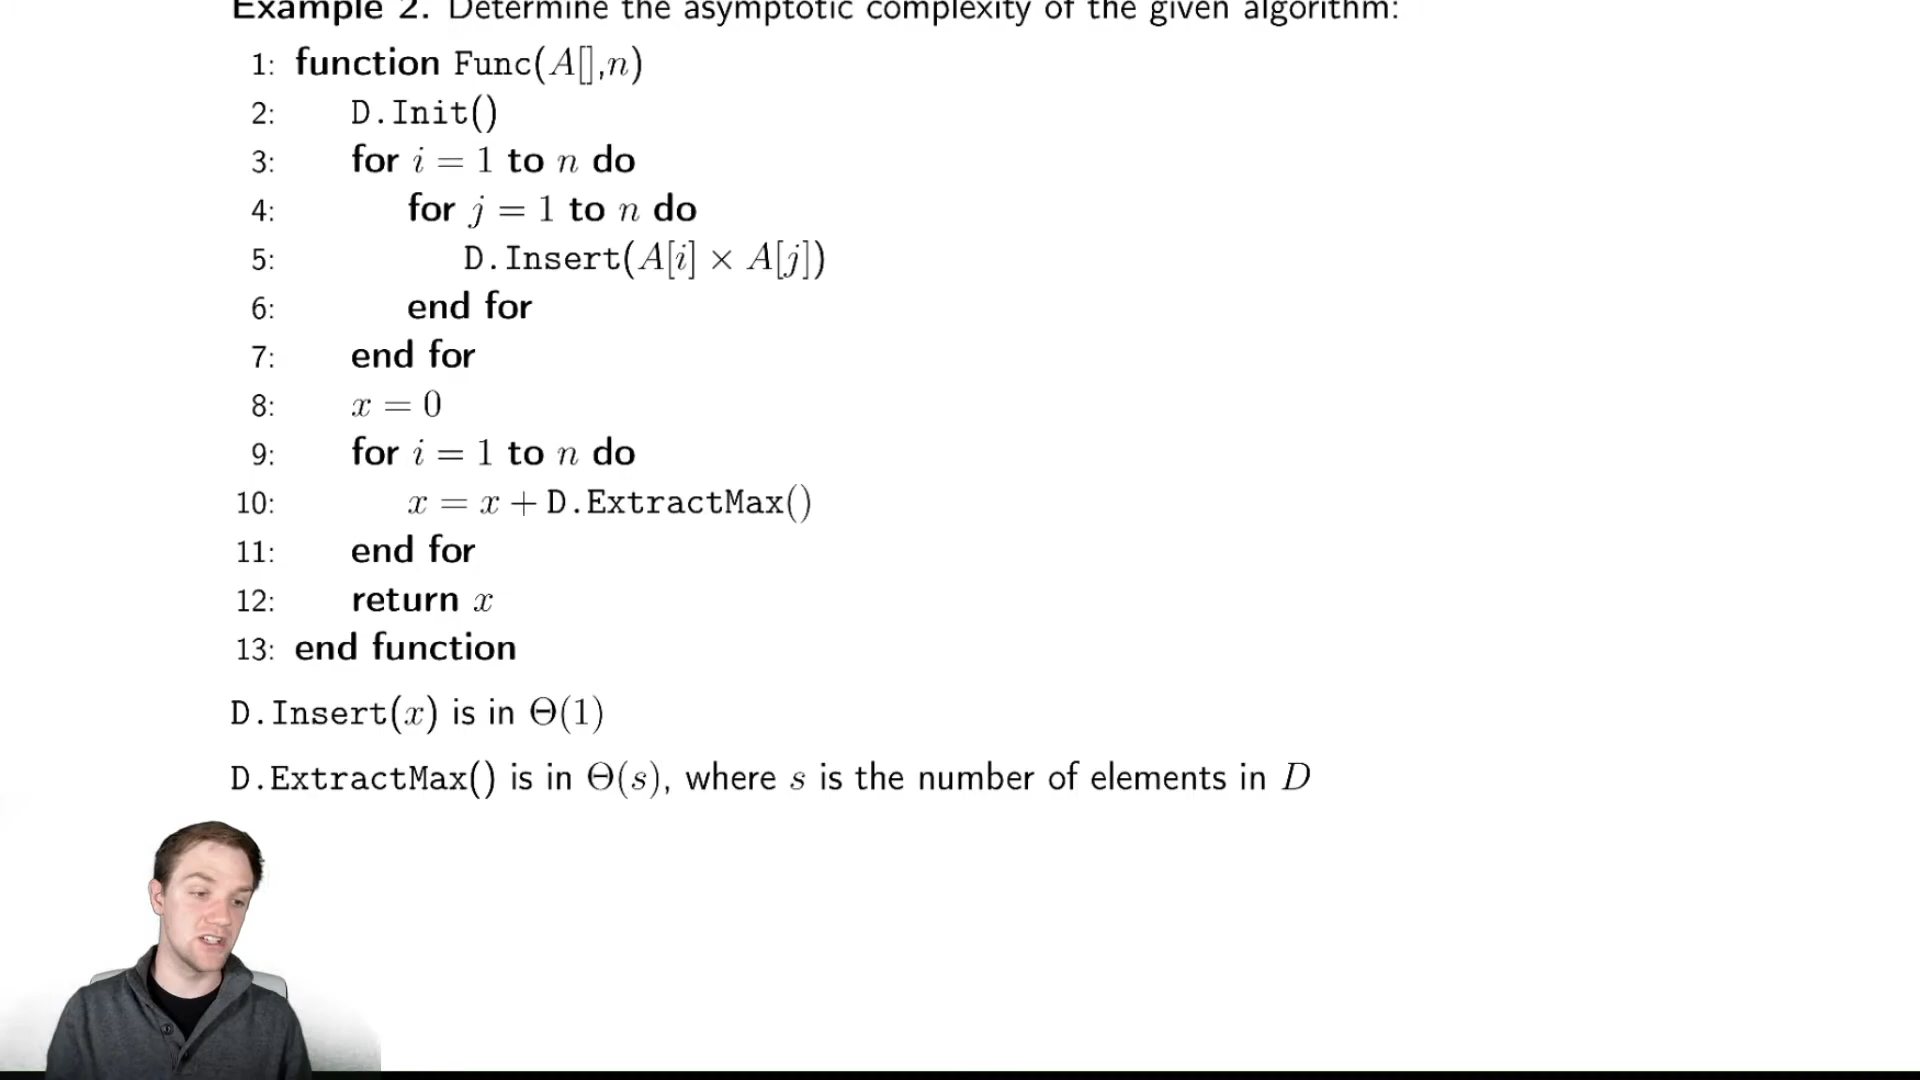 Example 2. Determine the asymptotic complexity of the given algorithm:
1: function Func(A[],n)
2: D.Init()
3: for i = 1 to n do
4: for j = 1 to n do
5: D.Insert(A[i] × A[j])
6: end for
7: end for
8: x = 0
9: for i = 1 to n do
10: x = x + D.ExtractMax()
11: end for
12: return x
13: end function
D.Insert(x) is in Θ(1)
D.ExtractMax() is in Θ(s), where s is the number of elements in D